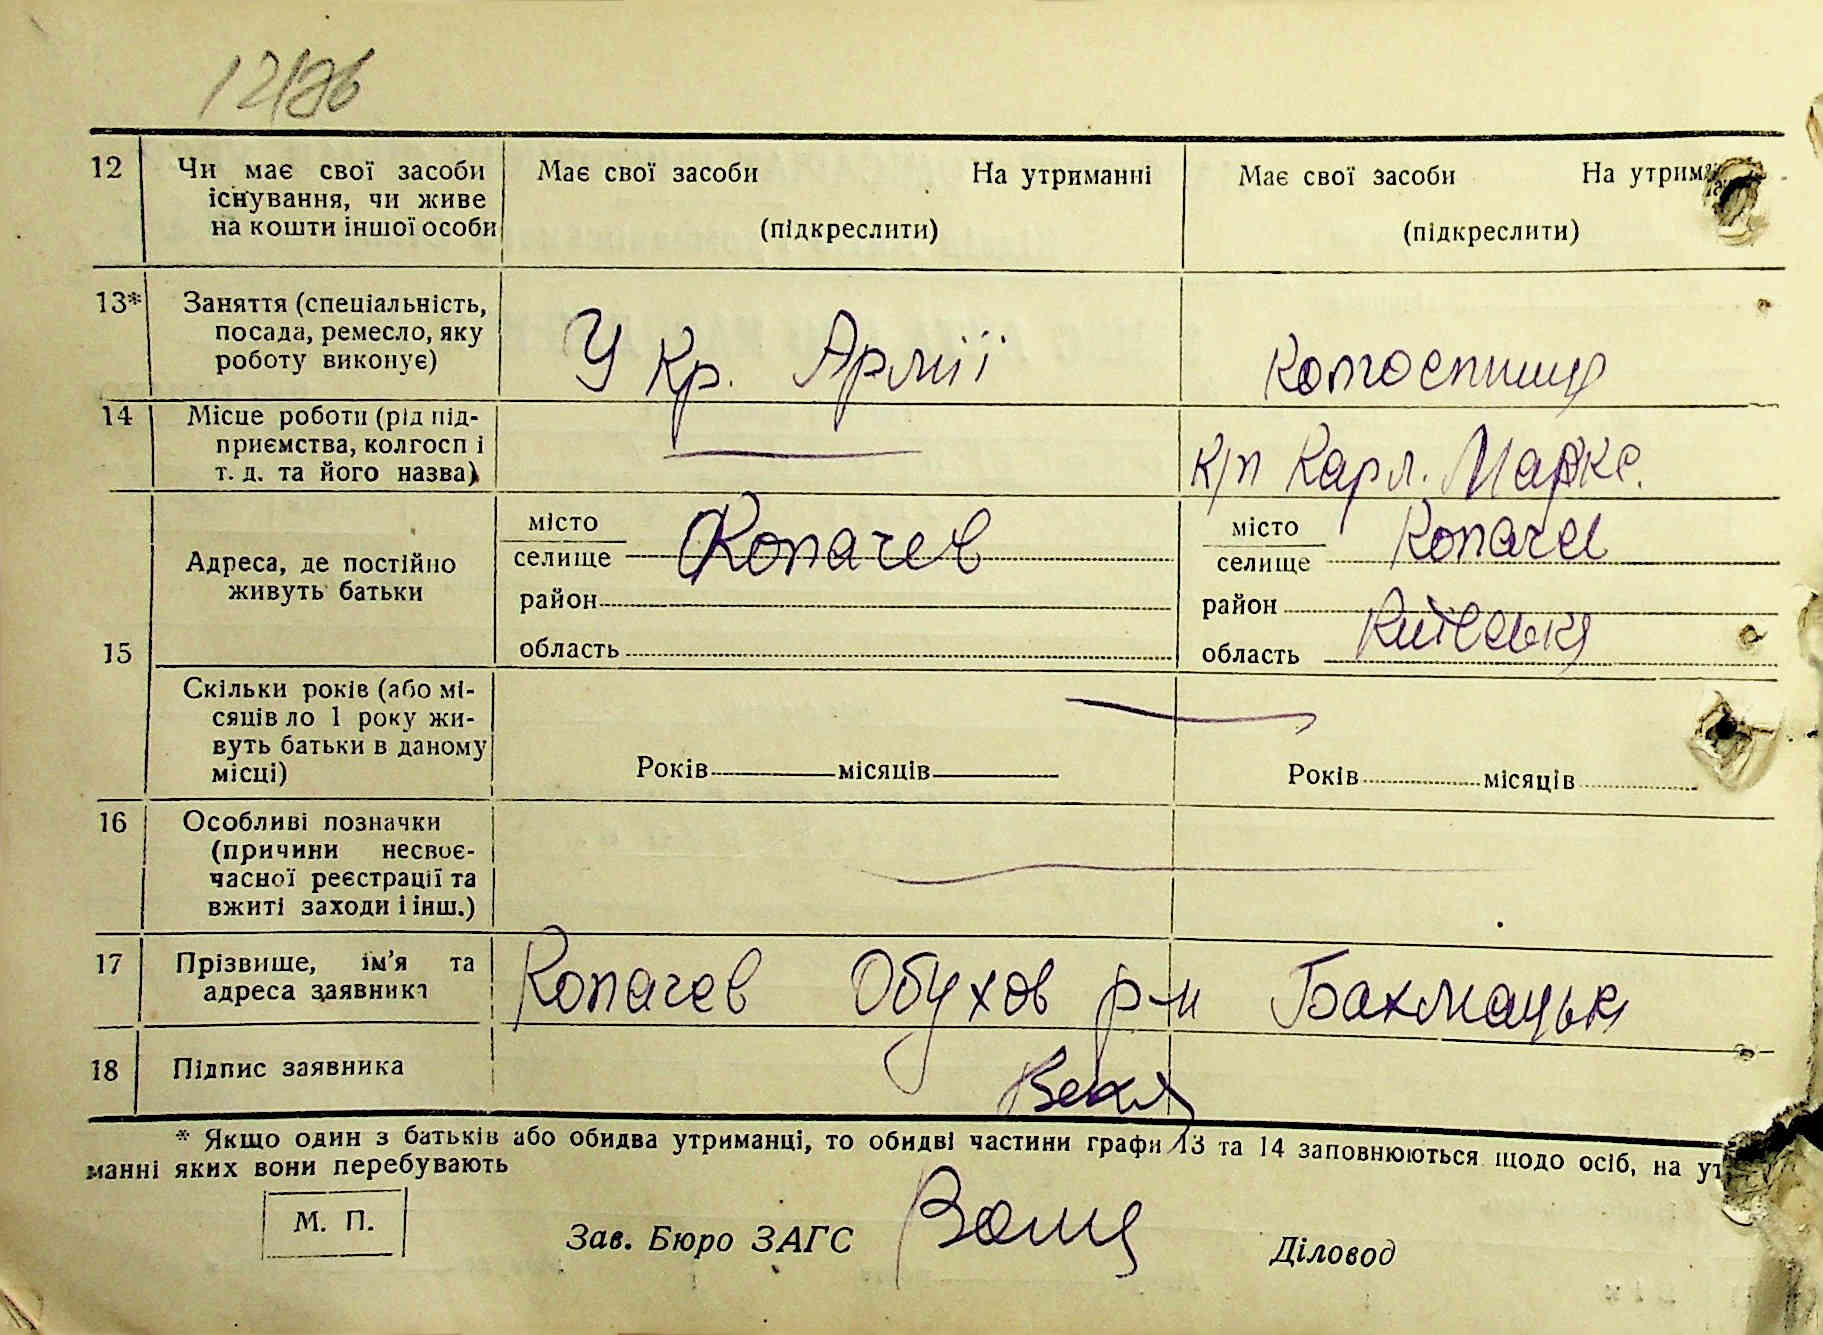 12
Чи має свої засоби існування, чи живе на кошти іншої особи
Має свої засоби На утриманні
(підкреслити)
Має свої засоби На утрим
(підкреслити)
13*
Заняття (спеціальність, посада, ремесло, яку роботу виконує)
У Кр. Армії
колгоспниця
14
Місце роботи (рід підприємства, колгосп і т. д. та його назва)
к/п Карл. Маркс.
15
Адреса, де постійно живуть батьки
місто
селище Копачев
район
область
місто
селище Копачев
район
область Київська
Скільки років (або місяців до 1 року живуть батьки в даному місці)
Років місяців
Років місяців
16
Особливі позначки (причини несвоєчасної реєстрації та вжиті заходи і інш.)
17
Прізвище, ім'я та адреса заявника
Копачев Обухов р-н
18
Підпис заявника
* Якщо один з батьків або обидва утриманці, то обидві частини графи 13 та 14 заповнюються щодо осіб, на ут
манні яких вони перебувають
М. П.
Зав. Бюро ЗАГС
Діловод